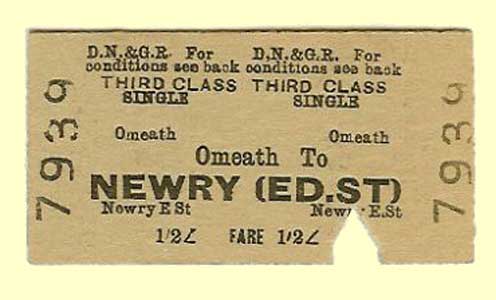 D.N.&G.R. For D.N.&G.R. For
conditions see back conditions see back
THIRD CLASS THIRD CLASS
SINGLE SINGLE
Omeath Omeath
Omeath To
NEWRY (ED.ST)
Newry E St Newry E.St
1/2∠ FARE 1/2∠
7939
7939